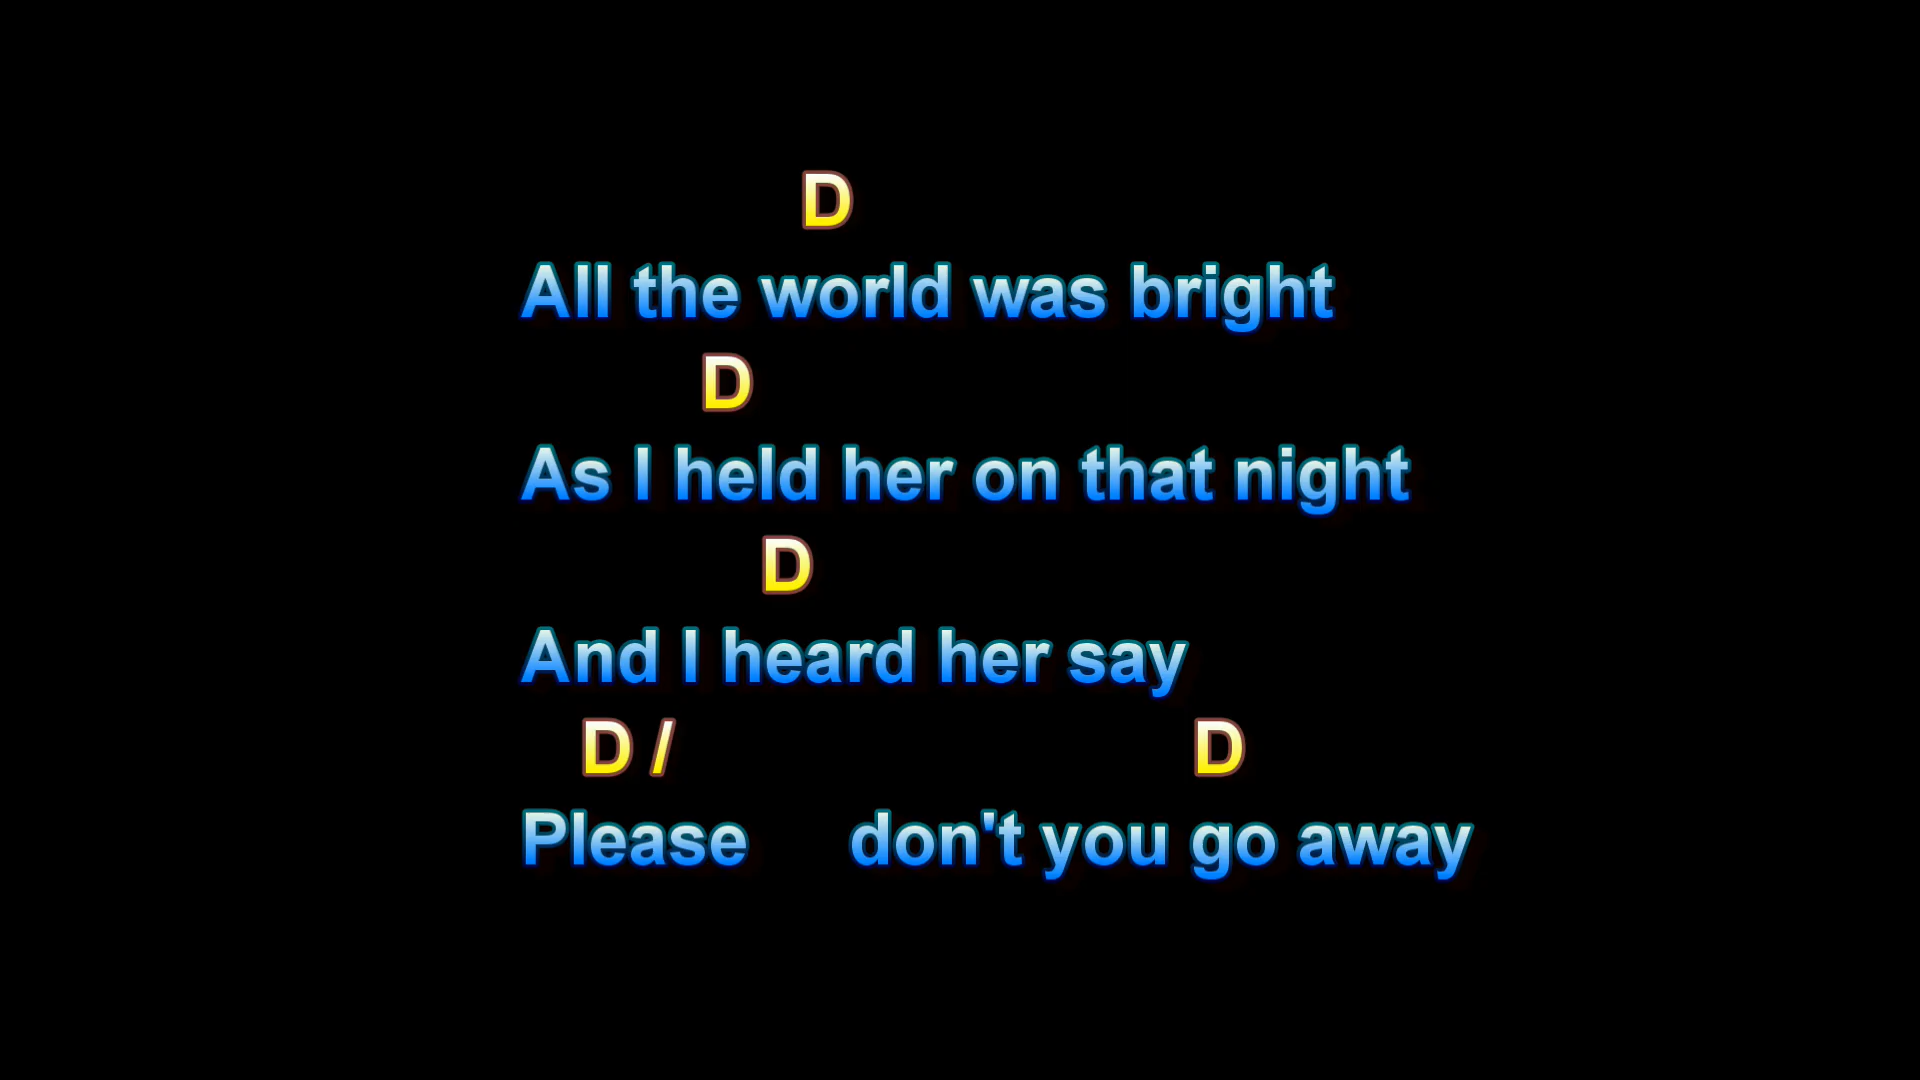 D
All the world was bright
D
As I held her on that night
D
And I heard her say
D / D
Please don't you go away